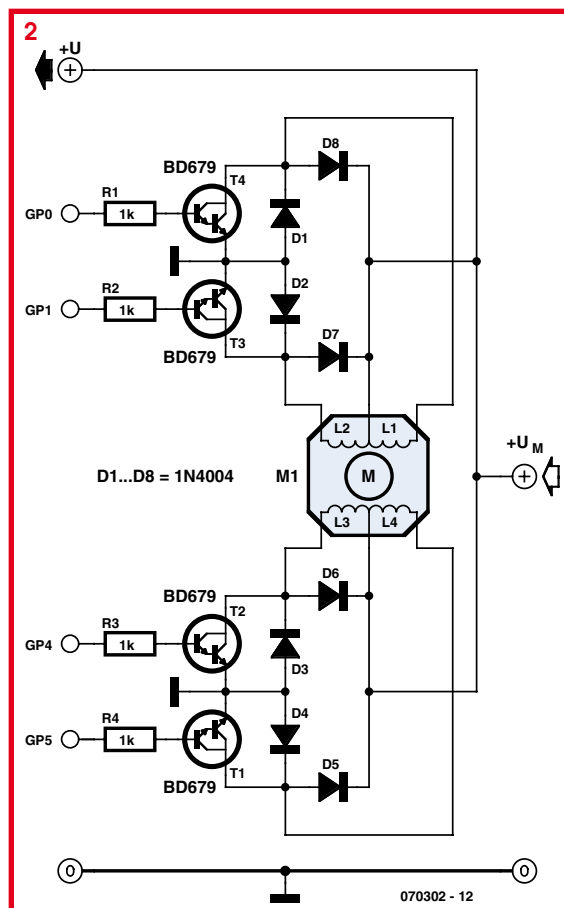 2
+U
D8
BD679
T4
R1
GP0
1k
D1
R2
D2
GP1
1k
D7
T3
BD679
L2
L1
+UM
D1...D8 = 1N4004
M1
M
L3
L4
D6
BD679
T2
R3
GP4
1k
D3
R4
D4
GP5
1k
D5
T1
BD679
0
0
070302 - 12